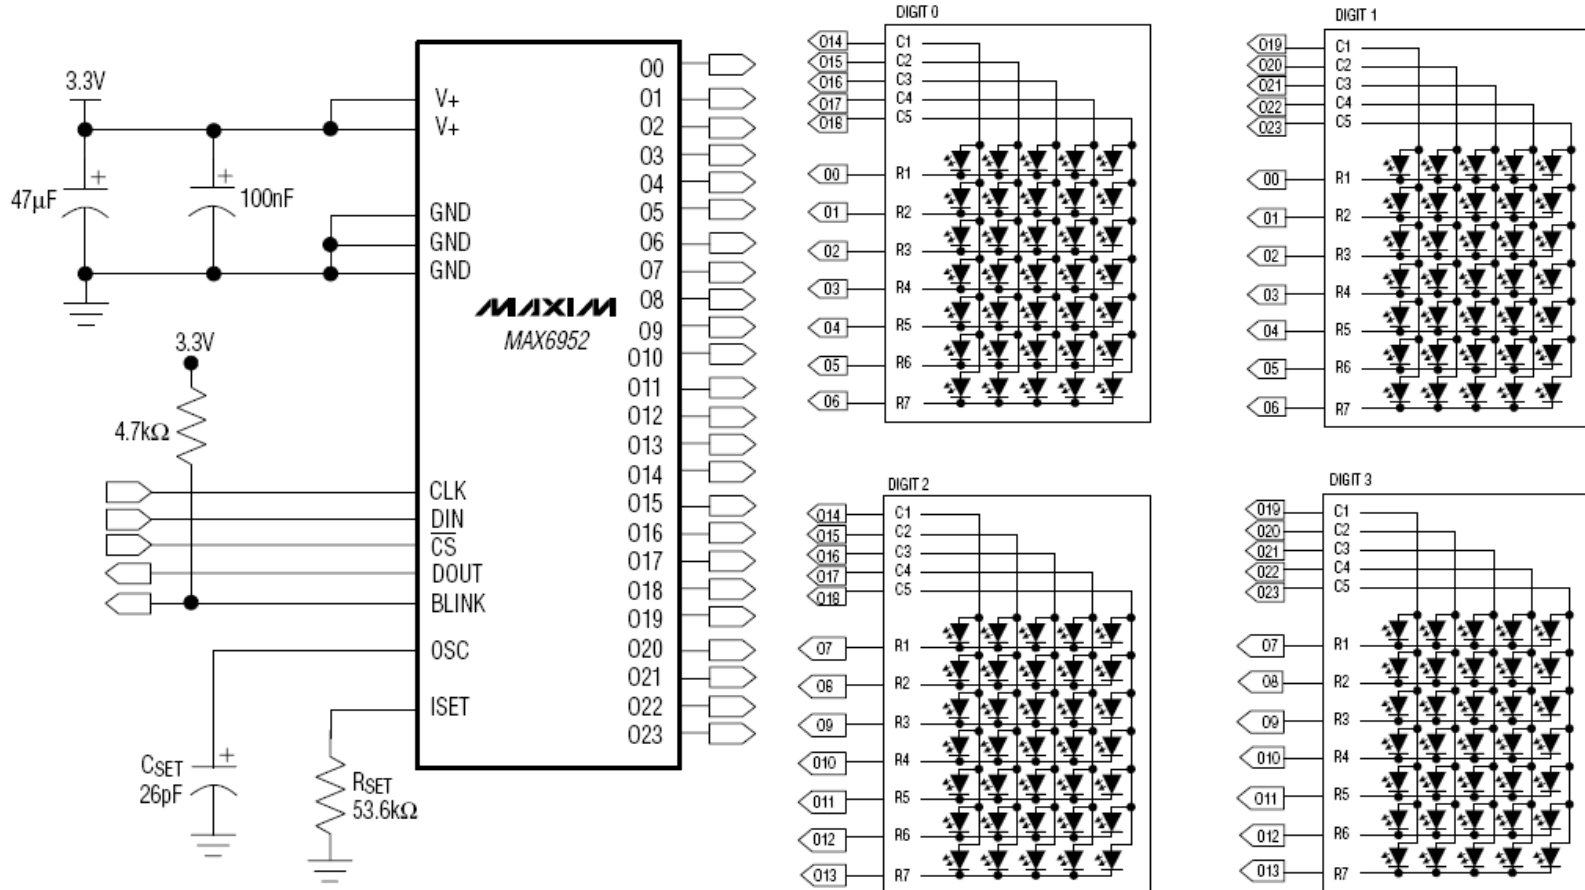 3.3V
47µF
100nF
3.3V
4.7kΩ
CSET
26pF
RSET
53.6kΩ
V+
V+
GND
GND
GND
MAXIM
MAX6952
CLK
DIN
CS
DOUT
BLINK
OSC
ISET
O0
O1
O2
O3
O4
O5
O6
O7
O8
O9
O10
O11
O12
O13
O14
O15
O16
O17
O18
O19
O20
O21
O22
O23
DIGIT 0
O14 C1
O15 C2
O16 C3
O17 C4
O18 C5
O0 R1
O1 R2
O2 R3
O3 R4
O4 R5
O5 R6
O6 R7
DIGIT 1
O19 C1
O20 C2
O21 C3
O22 C4
O23 C5
O0 R1
O1 R2
O2 R3
O3 R4
O4 R5
O5 R6
O6 R7
DIGIT 2
O14 C1
O15 C2
O16 C3
O17 C4
O18 C5
O7 R1
O8 R2
O9 R3
O10 R4
O11 R5
O12 R6
O13 R7
DIGIT 3
O19 C1
O20 C2
O21 C3
O22 C4
O23 C5
O7 R1
O8 R2
O9 R3
O10 R4
O11 R5
O12 R6
O13 R7